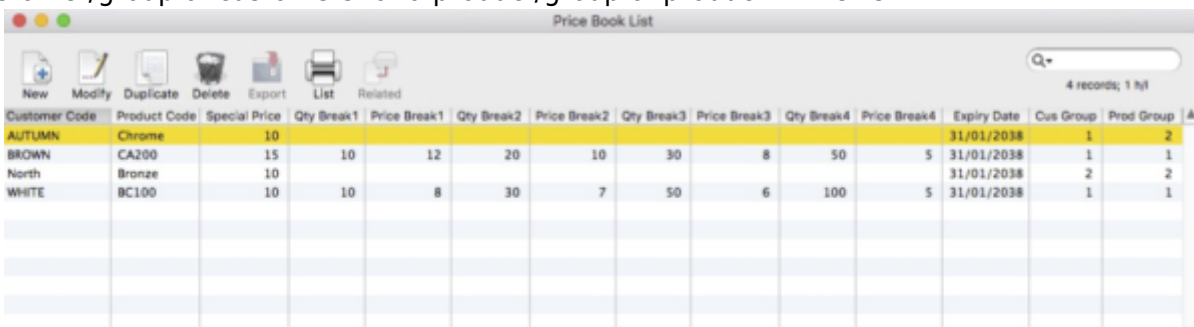 Price Book List
New Modify Duplicate Delete Export List Related
4 records; 1 h/l
Customer Code Product Code Special Price Qty Break1 Price Break1 Qty Break2 Price Break2 Qty Break3 Price Break3 Qty Break4 Price Break4 Expiry Date Cus Group Prod Group
AUTUMN Chrome 10 31/01/2038 1 2
BROWN CA200 15 10 12 20 10 30 8 50 5 31/01/2038 1 1
North Bronze 10 31/01/2038 2 2
WHITE BC100 10 10 8 30 7 50 6 100 5 31/01/2038 1 1